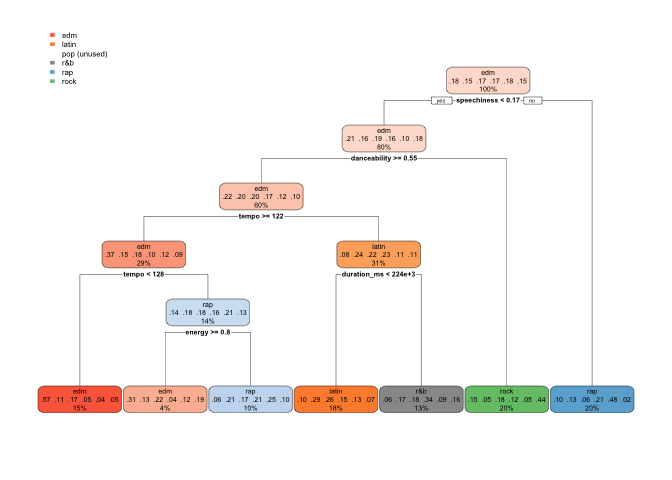 edm
latin
pop (unused)
r&b
rap
rock
edm
.18 .15 .17 .17 .18 .15
100%
yes speechiness < 0.17 no
edm
.21 .16 .19 .16 .10 .18
80%
danceability >= 0.55
edm
.22 .20 .20 .17 .12 .10
60%
tempo >= 122
edm
.37 .15 .18 .10 .12 .09
29%
latin
.08 .24 .22 .23 .11 .11
31%
tempo < 128
duration_ms < 224e+3
rap
.14 .18 .18 .16 .21 .13
14%
energy >= 0.8
edm
.57 .11 .17 .05 .04 .05
15%
edm
.31 .13 .22 .04 .12 .19
4%
rap
.06 .21 .17 .21 .25 .10
10%
latin
.10 .29 .26 .15 .13 .07
18%
r&b
.06 .17 .18 .34 .09 .16
13%
rock
.15 .05 .18 .12 .05 .44
20%
rap
.10 .13 .06 .21 .48 .02
20%